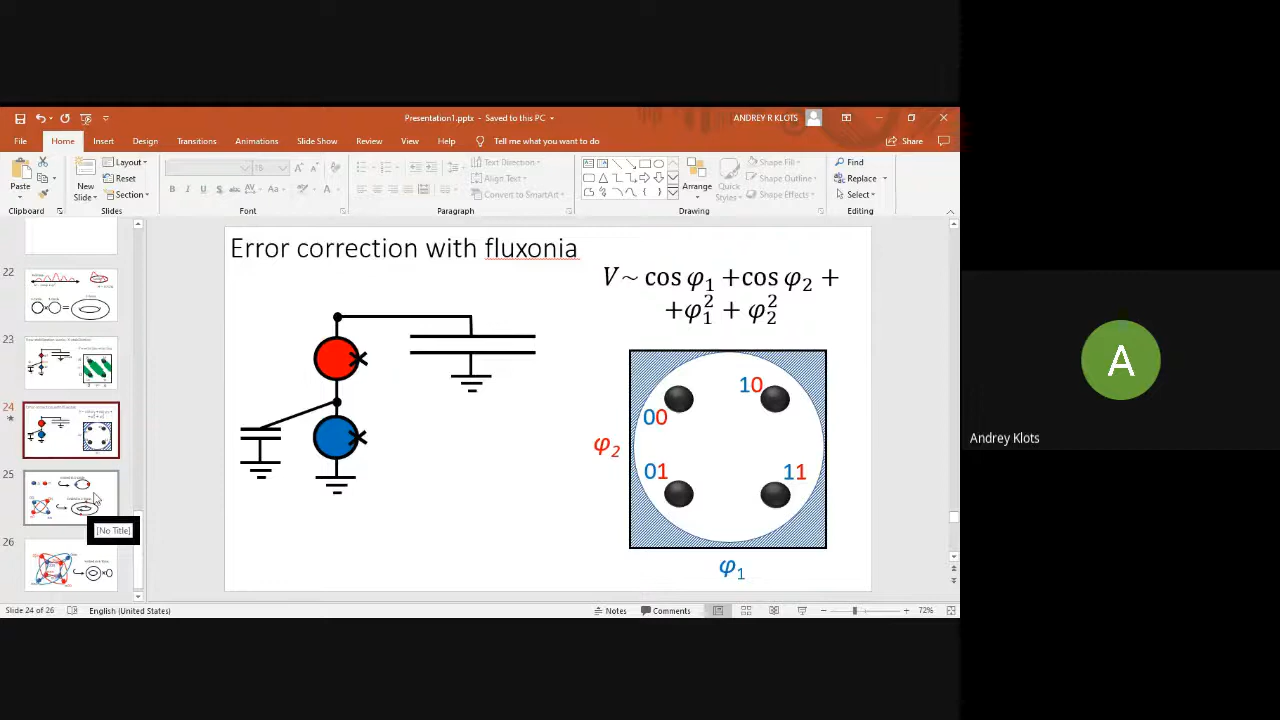 Presentation1.pptx - Saved to this PC
ANDREY R KLOTS
File Home Insert Design Transitions Animations Slide Show Review View Help Tell me what you want to do Share
Paste
New Slide
Layout
Reset
Section
76
B I U S abc AV Aa A
Text Direction
Align Text
Convert to SmartArt
Arrange
Quick Styles
Shape Fill
Shape Outline
Shape Effects
Find
Replace
Select
Clipboard Slides Font Paragraph Drawing Editing
22
23
24
25
26
[No Title]
Error correction with fluxonia
V~ cos φ₁ +cos φ₂ +
+φ₁² + φ₂²
10
00
φ₂
01
11
φ₁
A
Andrey Klots
Slide 24 of 26 English (United States) Notes Comments 72%